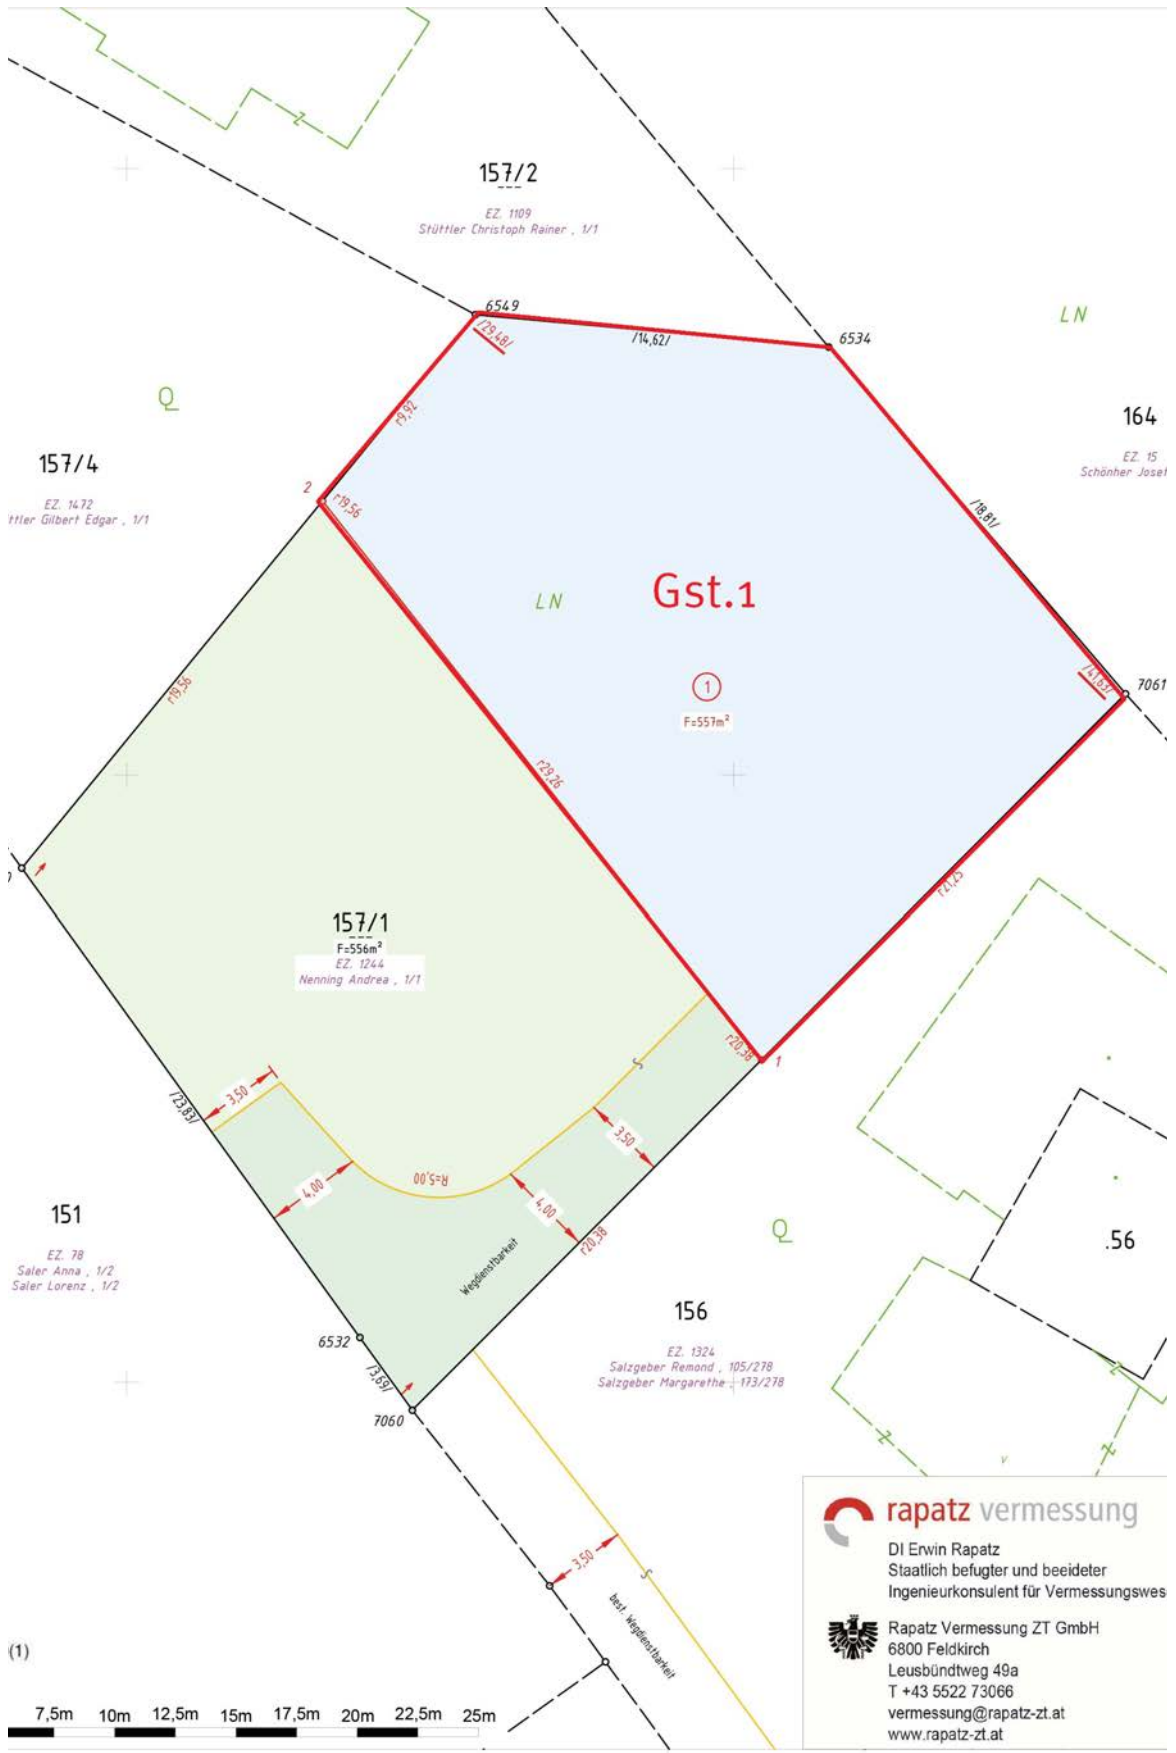 157/2
EZ. 1109
Stüttler Christoph Rainer , 1/1
6549
/29,48/
/14,62/
6534
LN
Q
r9,92
164
EZ. 15
Schönher Josef
157/4
EZ. 1472
ttler Gilbert Edgar , 1/1
2
r19,56
/18,81/
LN
Gst.1
1
F=557m²
/41,63/
7061
r19,56
r29,26
r21,25
157/1
F=556m²
EZ. 1244
Nenning Andrea , 1/1
r20,38
1
3,50
/23,83/
3,50
4,00
R=5,00
4,00
r20,38
151
EZ. 78
Saler Anna , 1/2
Saler Lorenz , 1/2
Wegdienstbarkeit
Q
.56
156
EZ. 1324
Salzgeber Remond , 105/278
Salzgeber Margarethe , 173/278
6532
/3,69/
7060
3,50
best. Wegdienstbarkeit
rapatz vermessung
DI Erwin Rapatz
Staatlich befugter und beeideter
Ingenieurkonsulent für Vermessungswes
Rapatz Vermessung ZT GmbH
6800 Feldkirch
Leusbündtweg 49a
T +43 5522 73066
vermessung@rapatz-zt.at
www.rapatz-zt.at
(1)
7,5m 10m 12,5m 15m 17,5m 20m 22,5m 25m